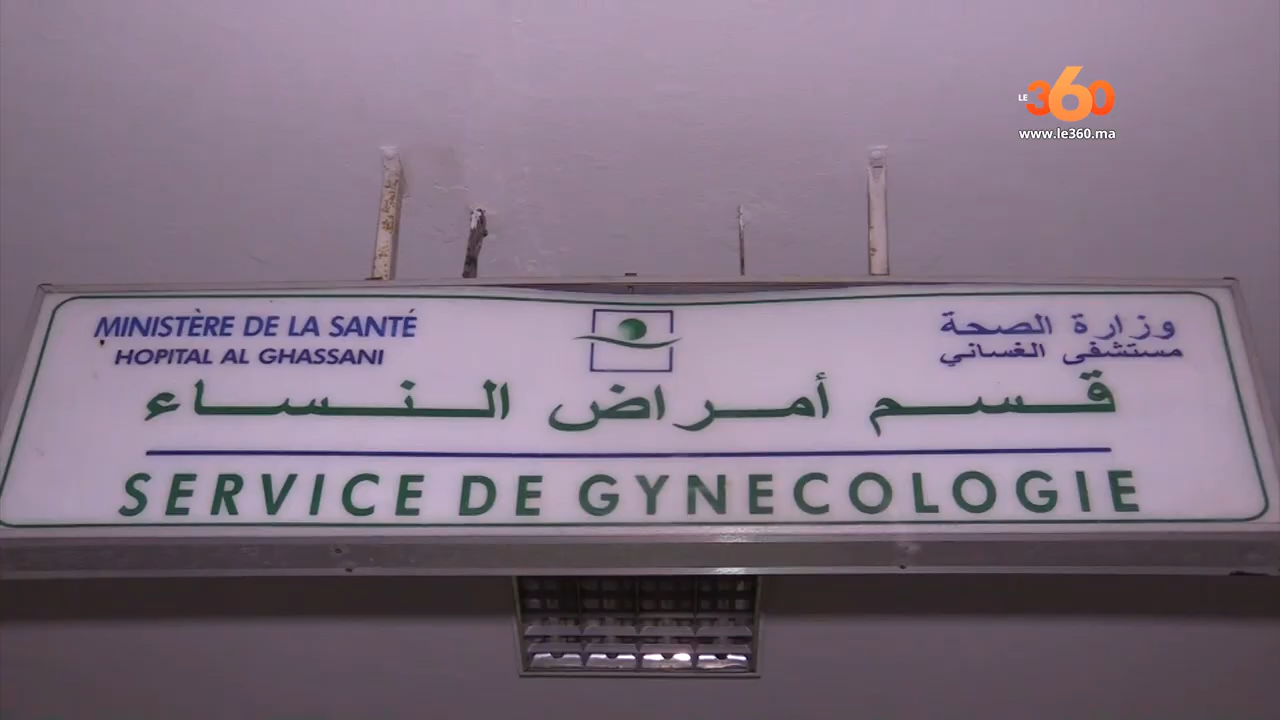 LE 360
www.le360.ma
MINISTÈRE DE LA SANTÉ
HOPITAL AL GHASSANI
وزارة الصحة
مستشفى الغساني
قسم أمراض النساء
SERVICE DE GYNECOLOGIE